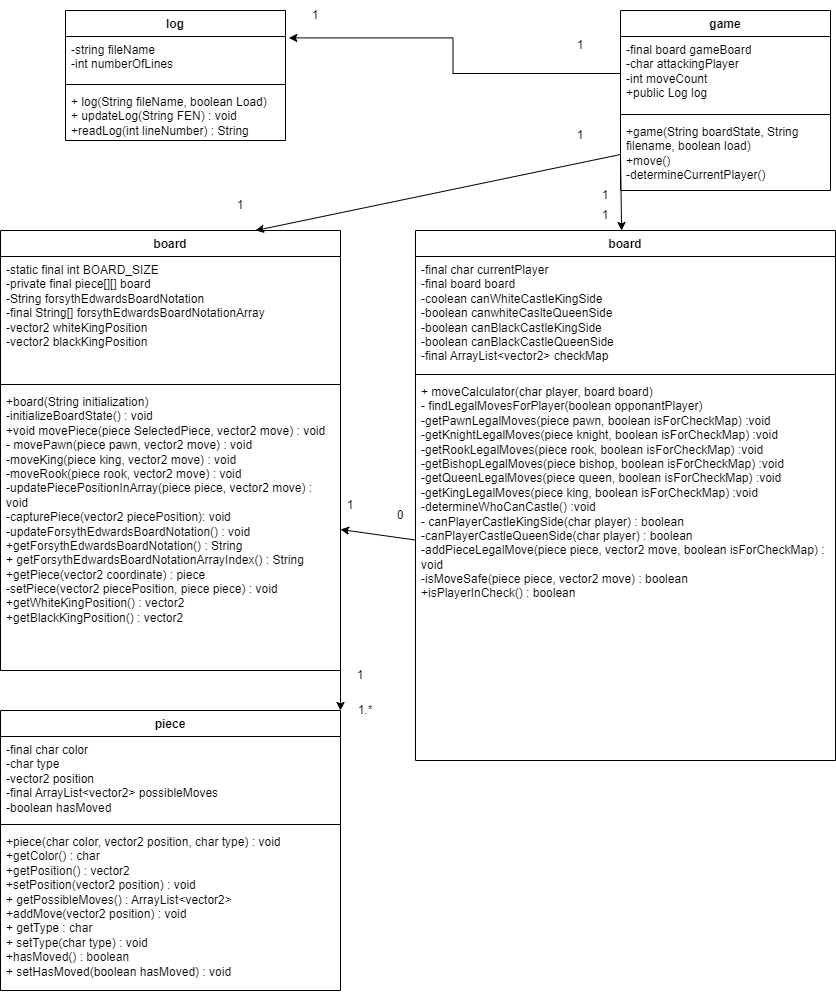 log
-string fileName
-int numberOfLines
+ log(String fileName, boolean Load)
+ updateLog(String FEN) : void
+readLog(int lineNumber) : String
1
game
-final board gameBoard
-char attackingPlayer
-int moveCount
+public Log log
+game(String boardState, String
filename, boolean load)
+move()
-determineCurrentPlayer()
1
1
1
1
1
board
-static final int BOARD_SIZE
-private final piece[][] board
-String forsythEdwardsBoardNotation
-final String[] forsythEdwardsBoardNotationArray
-vector2 whiteKingPosition
-vector2 blackKingPosition
+board(String initialization)
-initializeBoardState() : void
+void movePiece(piece SelectedPiece, vector2 move) : void
- movePawn(piece pawn, vector2 move) : void
-moveKing(piece king, vector2 move) : void
-moveRook(piece rook, vector2 move) : void
-updatePiecePositionInArray(piece piece, vector2 move) :
void
-capturePiece(vector2 piecePosition): void
-updateForsythEdwardsBoardNotation() : void
+getForsythEdwardsBoardNotation() : String
+ getForsythEdwardsBoardNotationArrayIndex() : String
+getPiece(vector2 coordinate) : piece
-setPiece(vector2 piecePosition, piece piece) : void
+getWhiteKingPosition() : vector2
+getBlackKingPosition() : vector2
board
-final char currentPlayer
-final board board
-coolean canWhiteCastleKingSide
-boolean canwhiteCaslteQueenSide
-boolean canBlackCastleKingSide
-boolean canBlackCastleQueenSide
-final ArrayList<vector2> checkMap
+ moveCalculator(char player, board board)
- findLegalMovesForPlayer(boolean opponantPlayer)
-getPawnLegalMoves(piece pawn, boolean isForCheckMap) :void
-getKnightLegalMoves(piece knight, boolean isForCheckMap) :void
-getRookLegalMoves(piece rook, boolean isForCheckMap) :void
-getBishopLegalMoves(piece bishop, boolean isForCheckMap) :void
-getQueenLegalMoves(piece queen, boolean isForCheckMap) :void
-getKingLegalMoves(piece king, boolean isForCheckMap) :void
-determineWhoCanCastle() :void
- canPlayerCastleKingSide(char player) : boolean
-canPlayerCastleQueenSide(char player) : boolean
-addPieceLegalMove(piece piece, vector2 move, boolean isForCheckMap) :
void
-isMoveSafe(piece piece, vector2 move) : boolean
+isPlayerInCheck() : boolean
1
0
1
1.*
piece
-final char color
-char type
-vector2 position
-final ArrayList<vector2> possibleMoves
-boolean hasMoved
+piece(char color, vector2 position, char type) : void
+getColor() : char
+getPosition() : vector2
+setPosition(vector2 position) : void
+ getPossibleMoves() : ArrayList<vector2>
+addMove(vector2 position) : void
+ getType : char
+ setType(char type) : void
+hasMoved() : boolean
+ setHasMoved(boolean hasMoved) : void